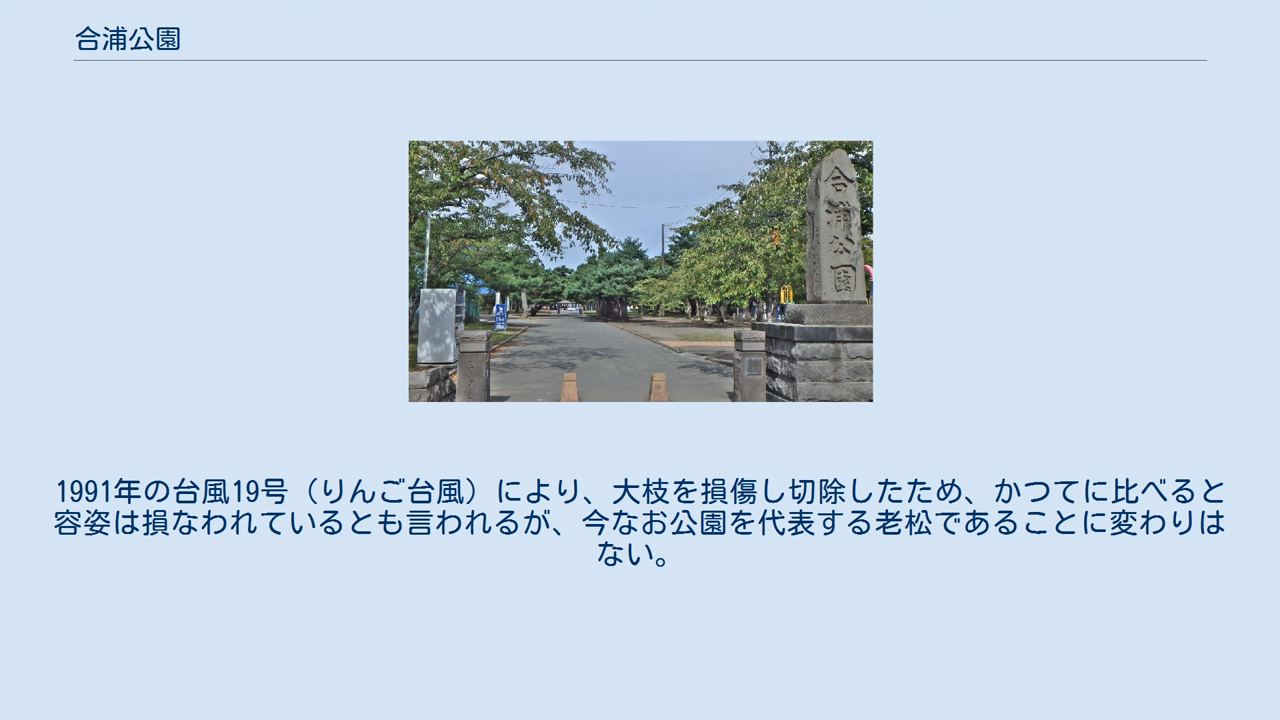 合浦公園
合
浦
公
園
1991年の台風19号（りんご台風）により、大枝を損傷し切除したため、かつてに比べると
容姿は損なわれているとも言われるが、今なお公園を代表する老松であることに変わりは
ない。